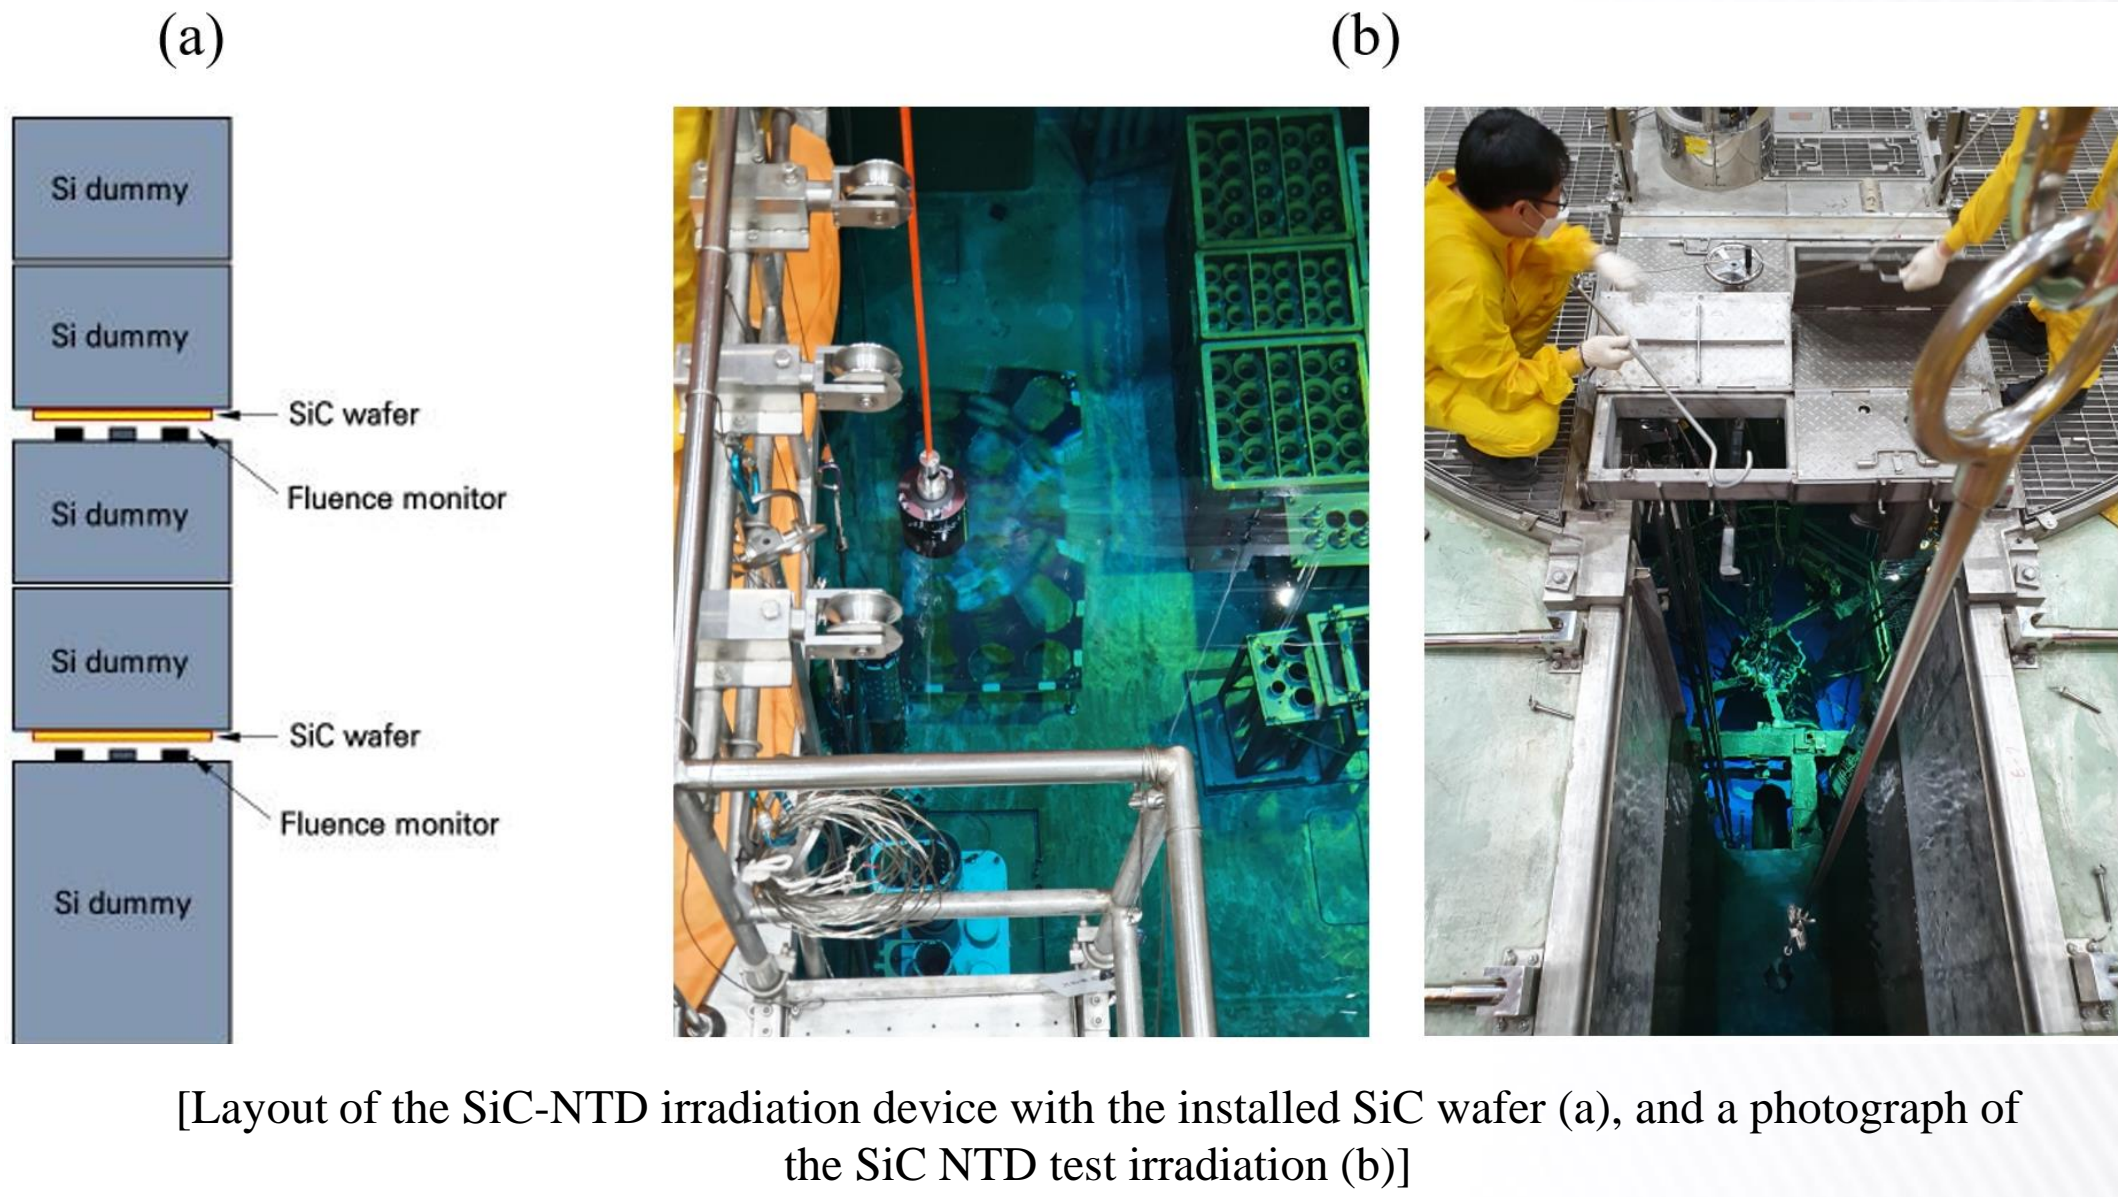 (a)
(b)
Si dummy
Si dummy
SiC wafer
Fluence monitor
Si dummy
Si dummy
SiC wafer
Fluence monitor
Si dummy
[Layout of the SiC-NTD irradiation device with the installed SiC wafer (a), and a photograph of
the SiC NTD test irradiation (b)]